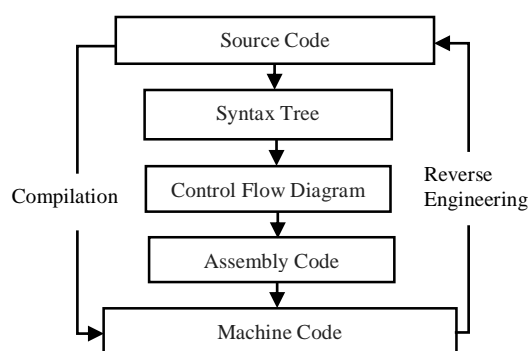 Source Code
Syntax Tree
Control Flow Diagram
Assembly Code
Machine Code
Compilation
Reverse
Engineering